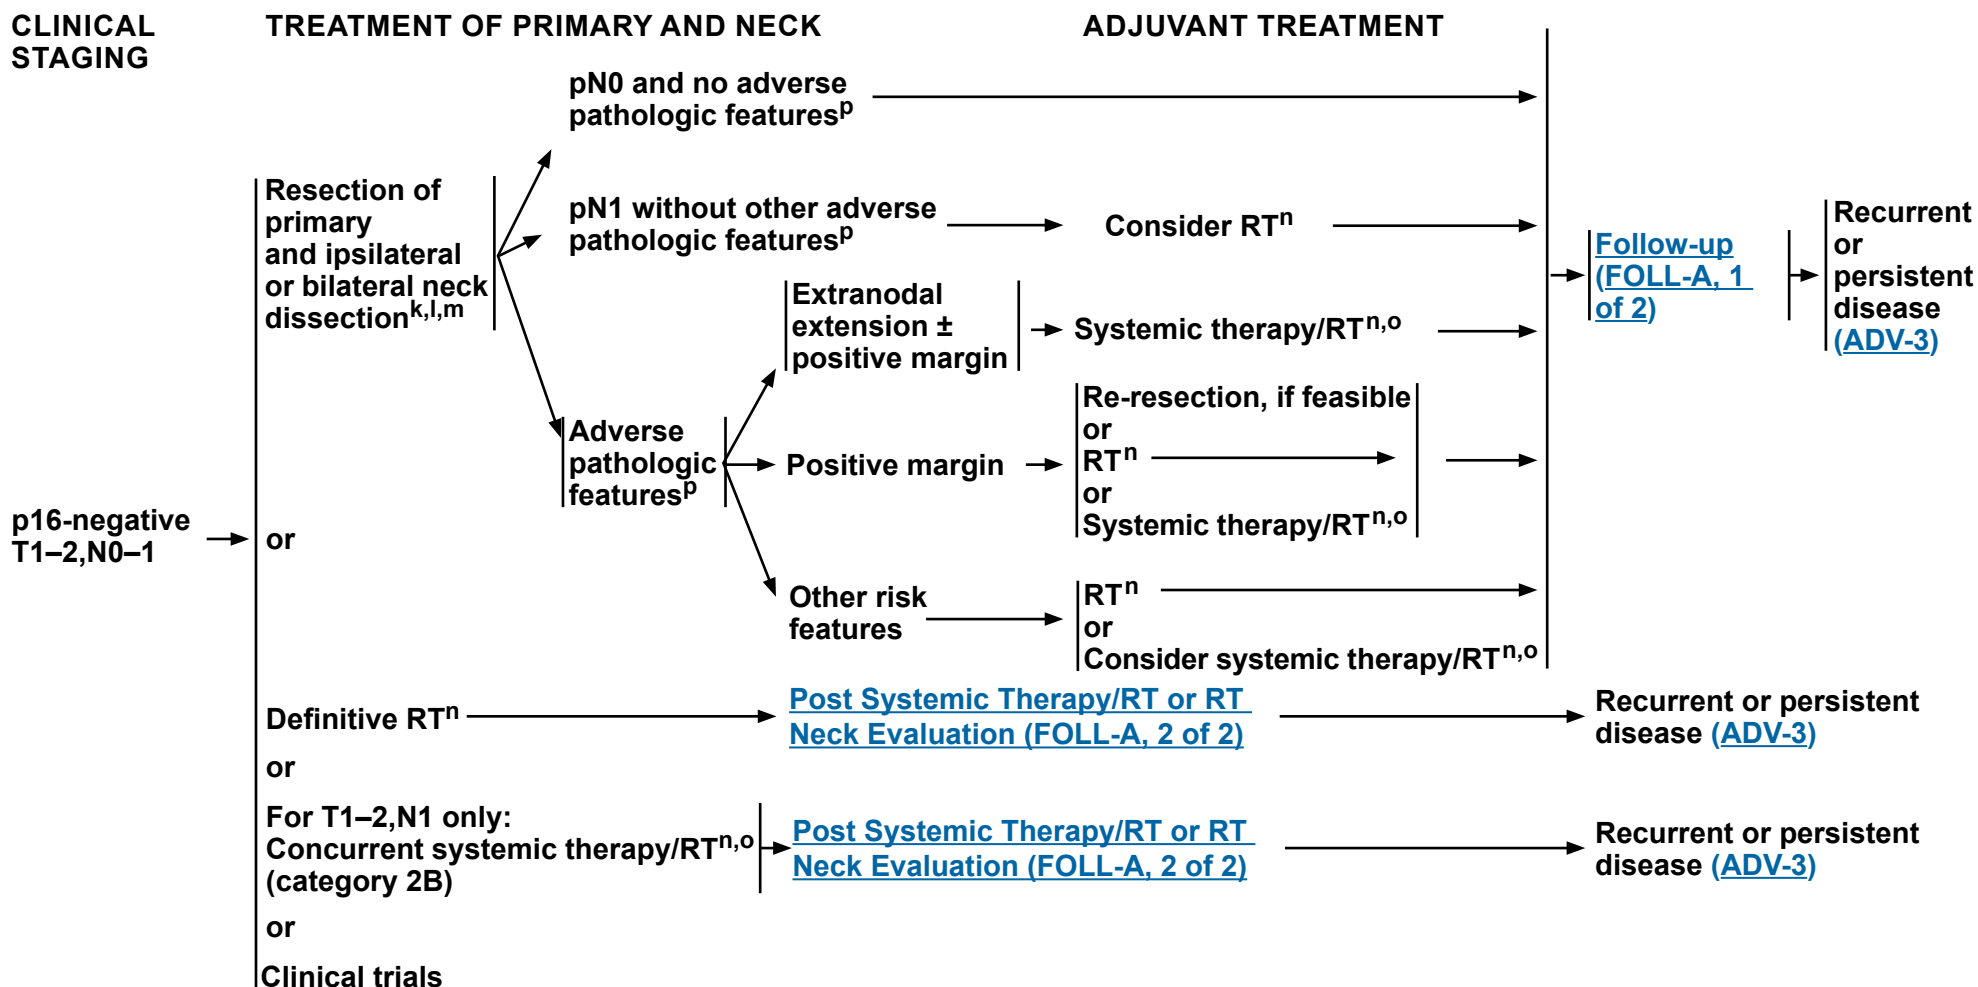 CLINICAL
STAGING
TREATMENT OF PRIMARY AND NECK
ADJUVANT TREATMENT
p16-negative
T1–2,N0–1
Resection of
primary
and ipsilateral
or bilateral neck
dissectionk,l,m
pN0 and no adverse
pathologic featuresp
pN1 without other adverse
pathologic featuresp
Consider RTn
Adverse
pathologic
featuresp
Extranodal
extension ±
positive margin
Systemic therapy/RTn,o
Positive margin
Re-resection, if feasible
or
RTn
or
Systemic therapy/RTn,o
Other risk
features
RTn
or
Consider systemic therapy/RTn,o
Follow-up
(FOLL-A, 1
of 2)
Recurrent
or
persistent
disease
(ADV-3)
or
Definitive RTn
Post Systemic Therapy/RT or RT
Neck Evaluation (FOLL-A, 2 of 2)
Recurrent or persistent
disease (ADV-3)
or
For T1–2,N1 only:
Concurrent systemic therapy/RTn,o
(category 2B)
Post Systemic Therapy/RT or RT
Neck Evaluation (FOLL-A, 2 of 2)
Recurrent or persistent
disease (ADV-3)
or
Clinical trials